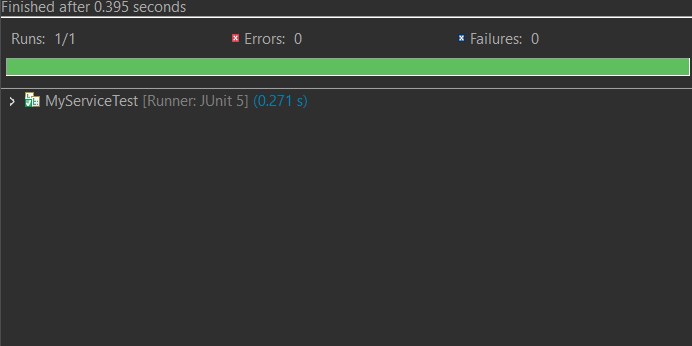 Finished after 0.395 seconds
Runs: 1/1 Errors: 0 Failures: 0
MyServiceTest [Runner: JUnit 5] (0.271 s)